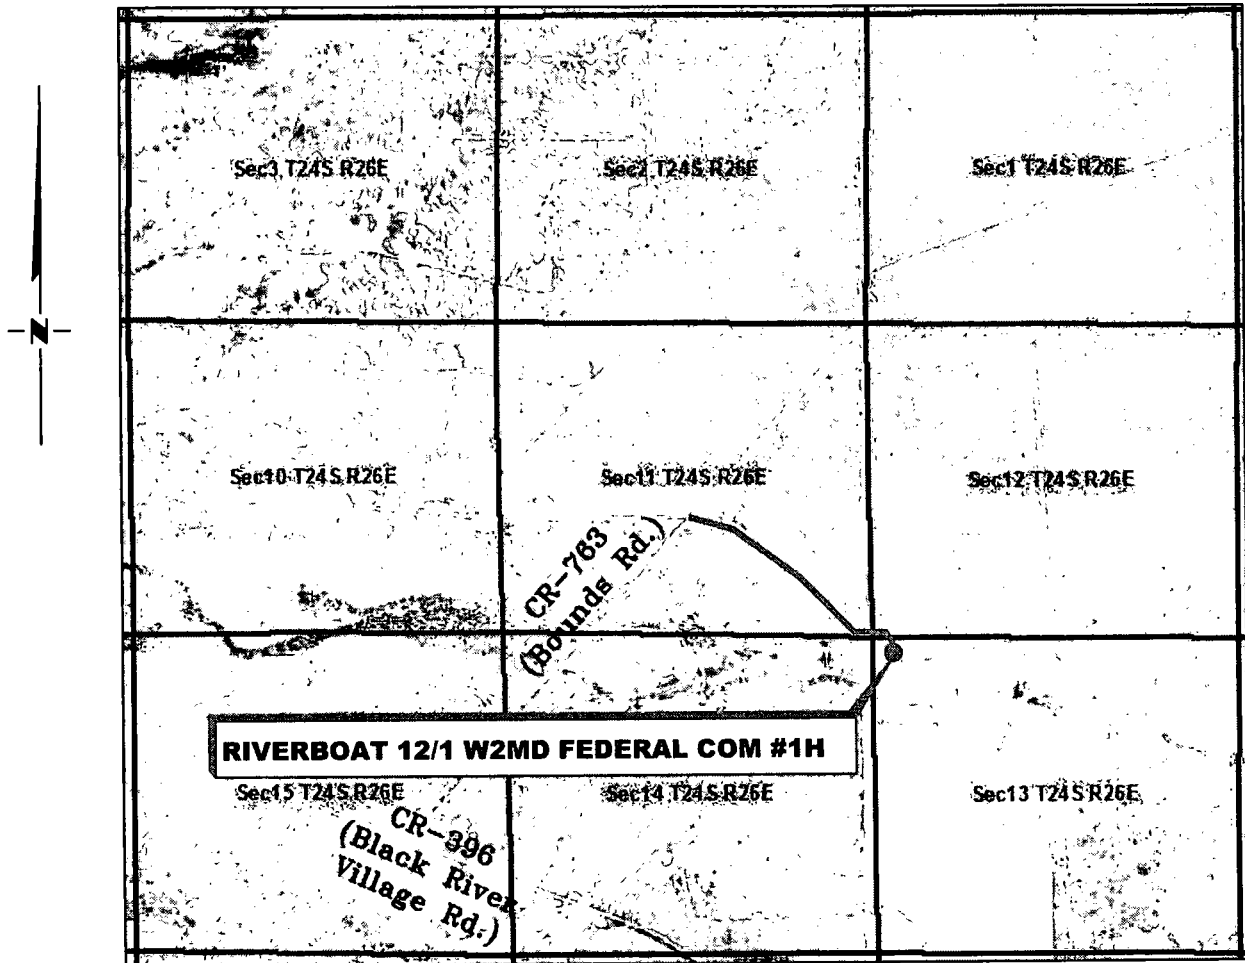 Sec3 T24S R26E
Sec2 T24S R26E
Sec1 T24S R26E
N
Sec10 T24S R26E
Sec11 T24S R26E
Sec12 T24S R26E
CR-763
(Bounds Rd.)
RIVERBOAT 12/1 W2MD FEDERAL COM #1H
Sec15 T24S R26E
Sec14 T24S R26E
Sec13 T24S R26E
CR-396
(Black River
Village Rd.)